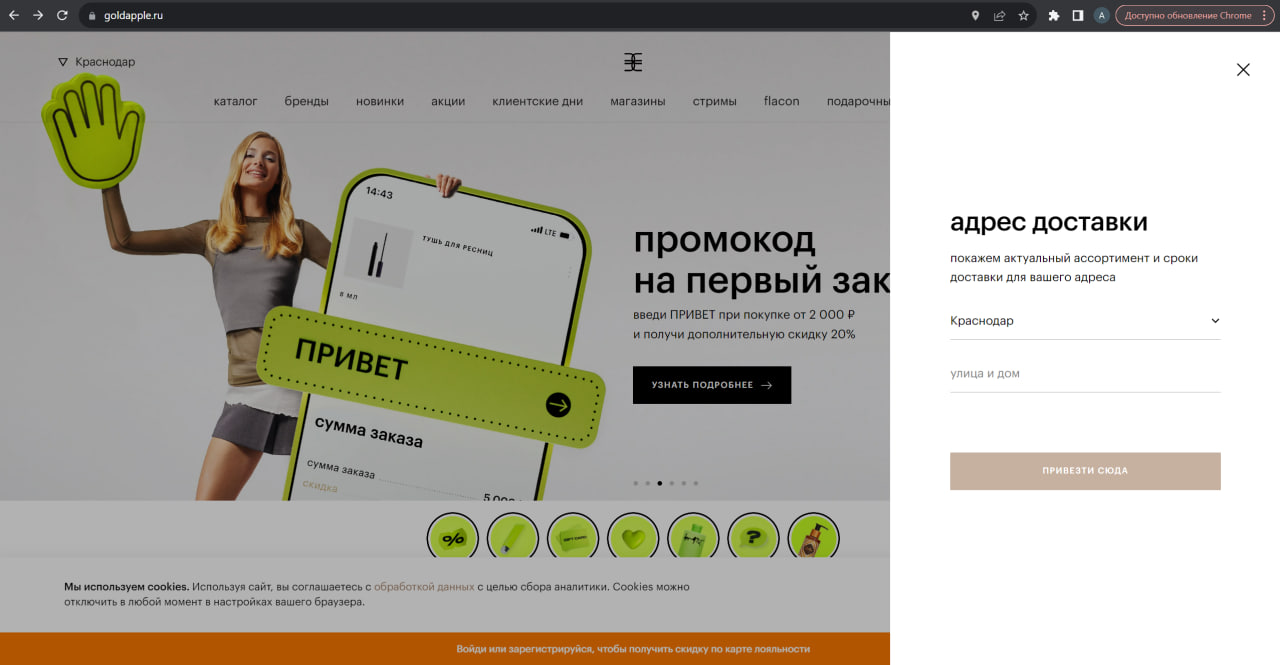 goldapple.ru
А
Доступно обновление Chrome
Краснодар
каталог бренды новинки акции клиентские дни магазины стримы flacon подарочны
14:43
LTE
ТУШЬ ДЛЯ РЕСНИЦ
8 МЛ
ПРИВЕТ
сумма заказа
сумма заказа
скидка
промокод
на первый зак
введи ПРИВЕТ при покупке от 2 000 ₽
и получи дополнительную скидку 20%
УЗНАТЬ ПОДРОБНЕЕ
%
GIFT CARD
?
Мы используем cookies. Используя сайт, вы соглашаетесь с обработкой данных с целью сбора аналитики. Cookies можно
отключить в любой момент в настройках вашего браузера.
Войди или зарегистрируйся, чтобы получить скидку по карте лояльности
адрес доставки
покажем актуальный ассортимент и сроки
доставки для вашего адреса
Краснодар
улица и дом
ПРИВЕЗТИ СЮДА